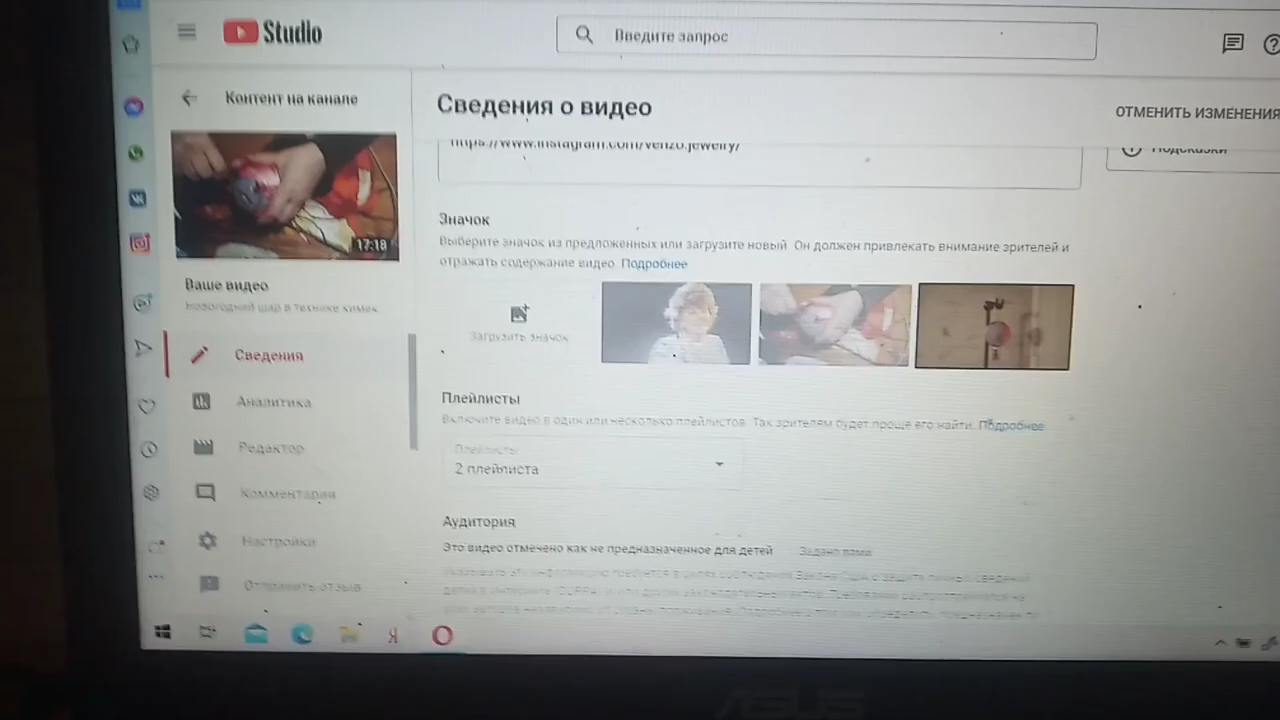 Studio
Введите запрос
Контент на канале
Сведения о видео
ОТМЕНИТЬ ИЗМЕНЕНИЯ
https://www.instagram.com/venzo.jewelry/
Подсказки
17:18
Значок
Выберите значок из предложенных или загрузите новый. Он должен привлекать внимание зрителей и
отражать содержание видео. Подробнее
Загрузить значок
Ваше видео
Новогодний шар в технике кимек
Сведения
Аналитика
Редактор
Комментарии
Настройки
Отправить отзыв
Плейлисты
Включите видео в один или несколько плейлистов. Так зрителям будет проще его найти. Подробнее
Плейлисты
2 плейлиста
Аудитория
Это видео отмечено как не предназначенное для детей
Задано вами
Я
ASUS